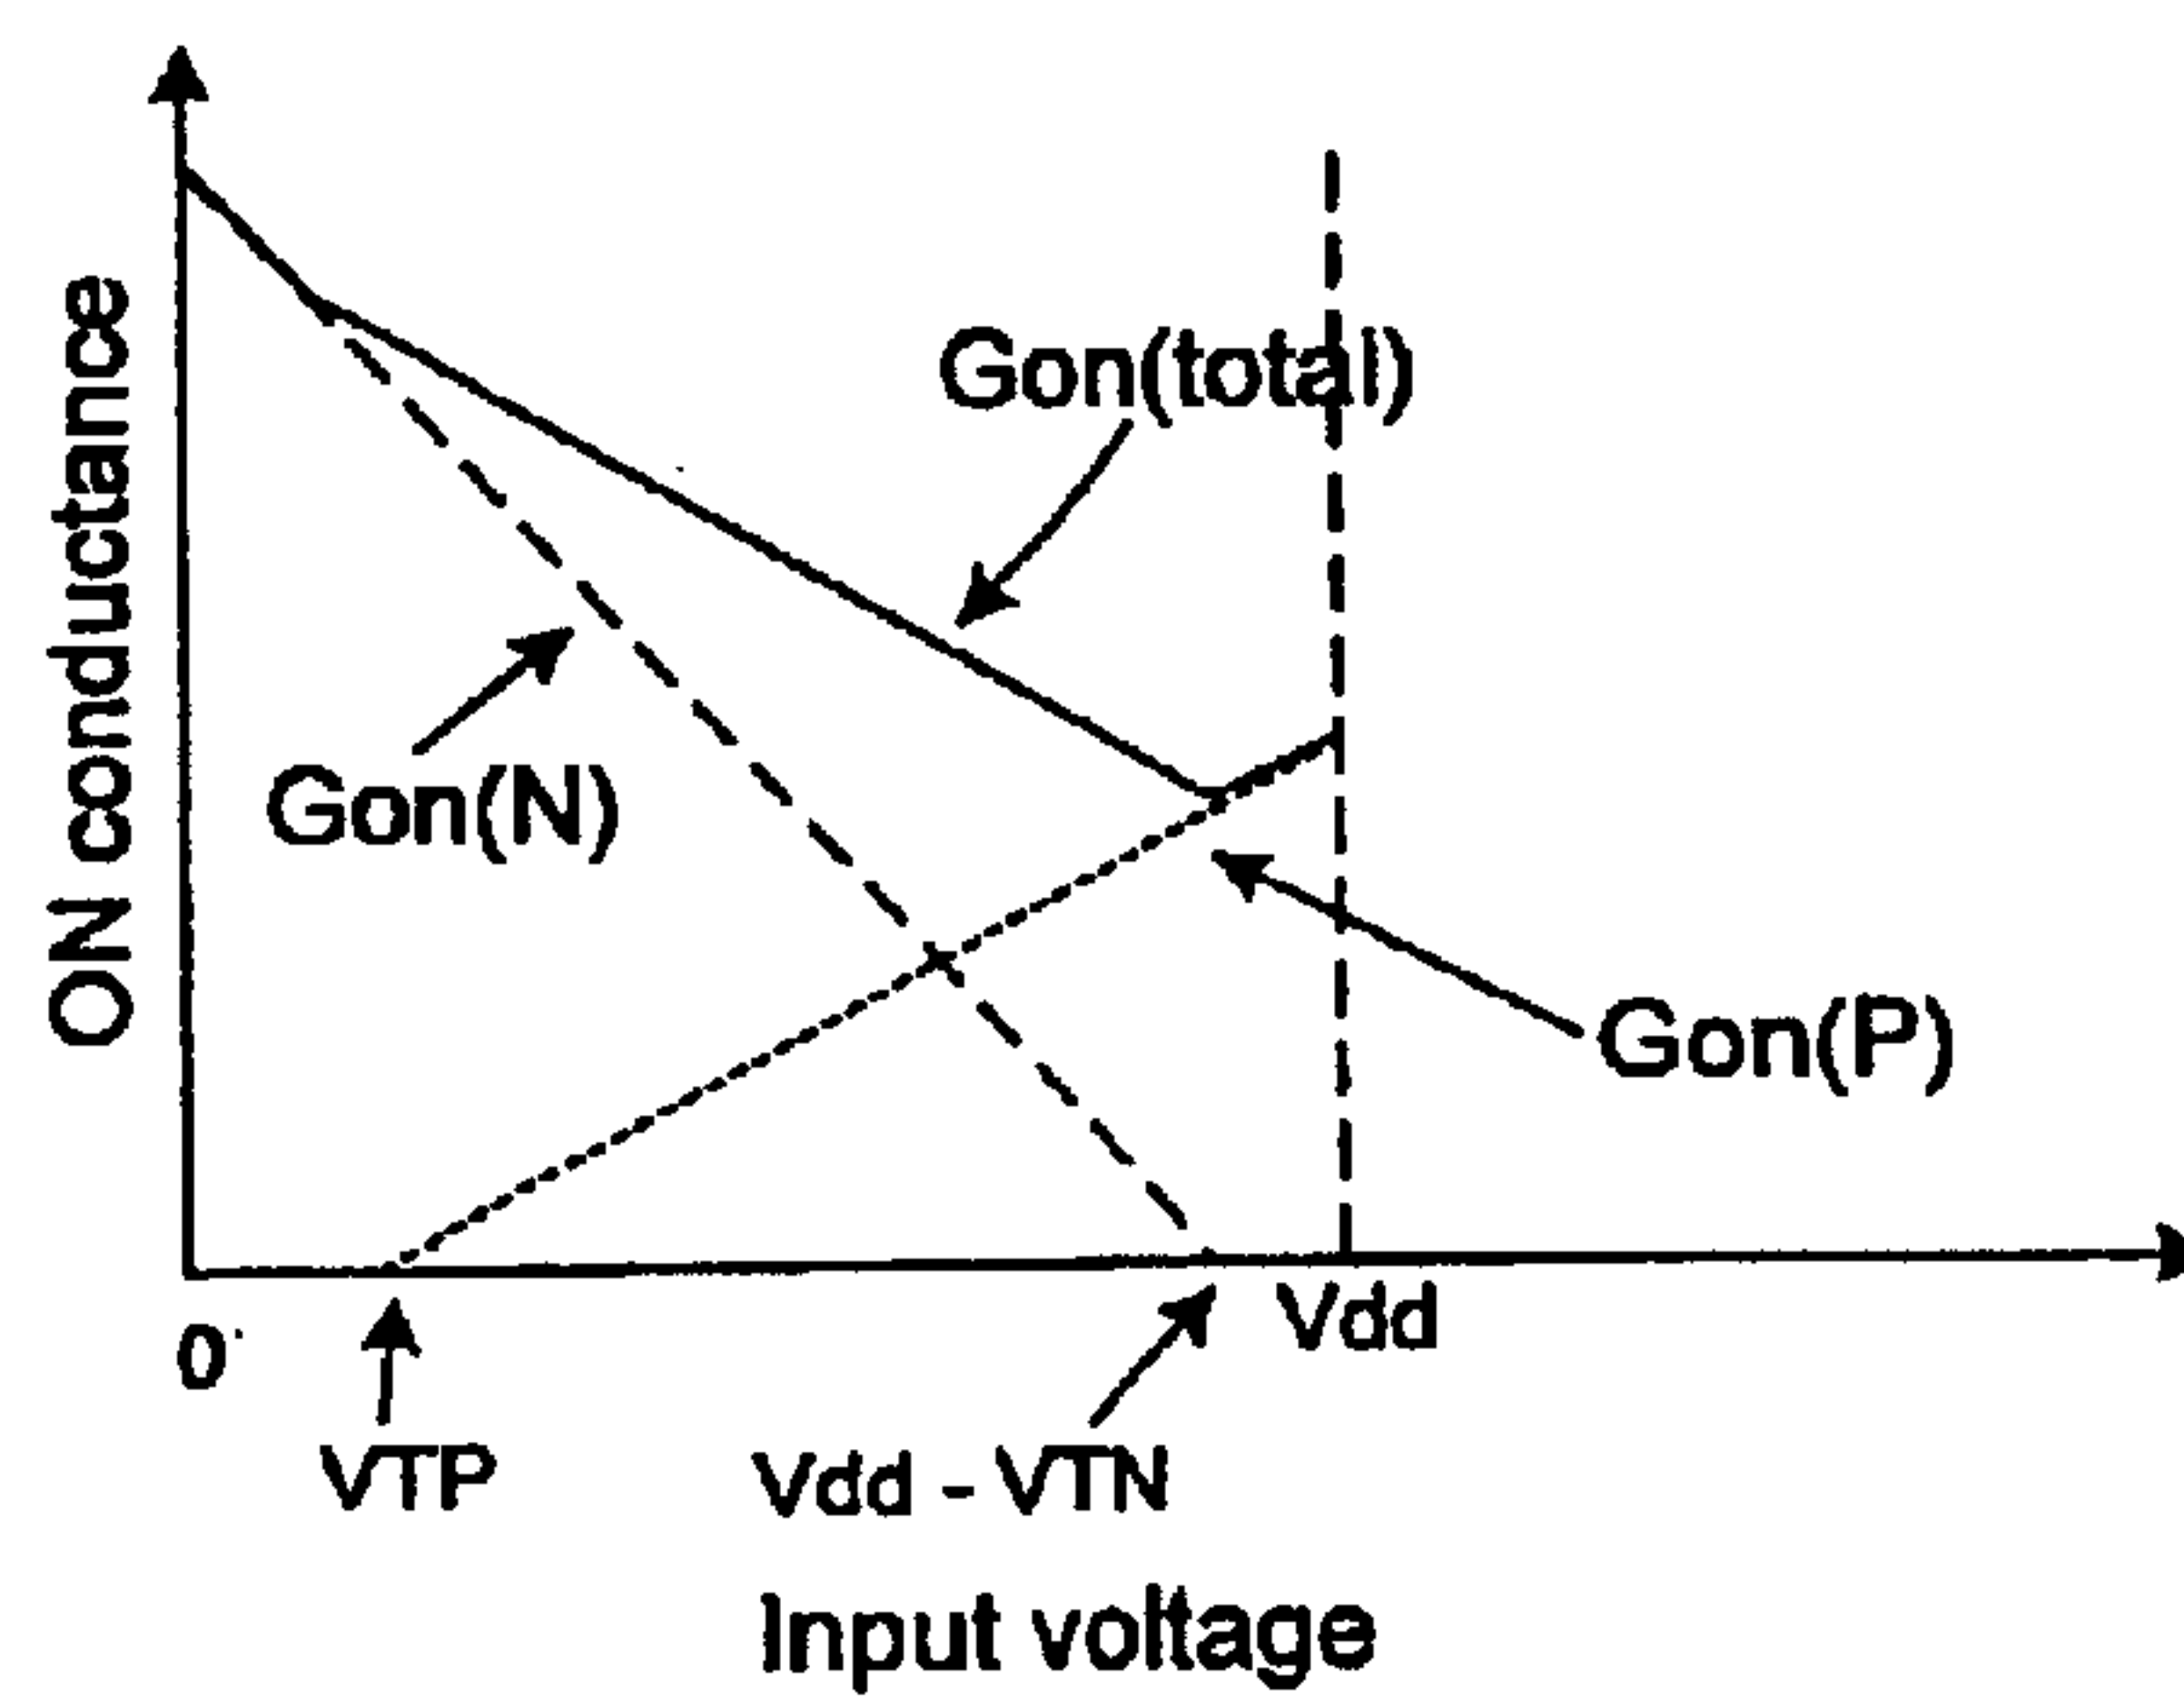 ON conductance
Gon(total)
Gon(N)
Gon(P)
0
Vdd
VTP
Vdd - VTN
Input voltage